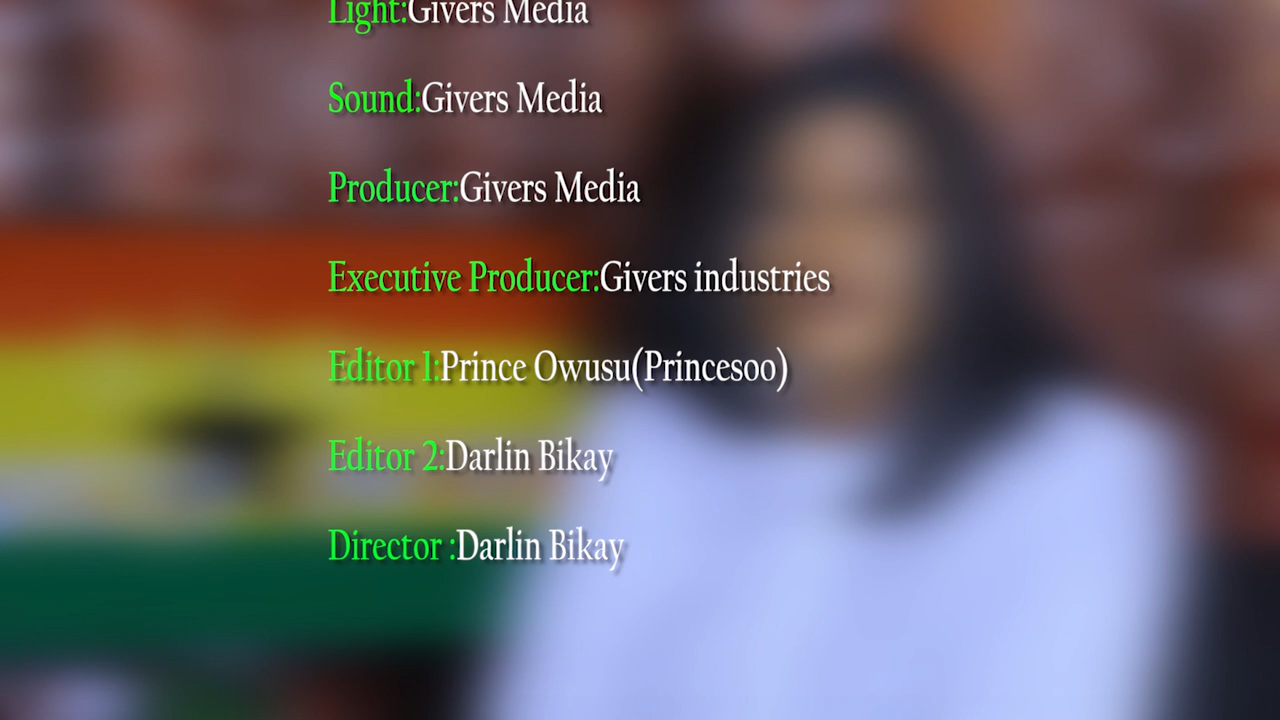 Light:Givers Media
Sound:Givers Media
Producer:Givers Media
Executive Producer:Givers industries
Editor 1:Prince Owusu(Princesoo)
Editor 2:Darlin Bikay
Director :Darlin Bikay